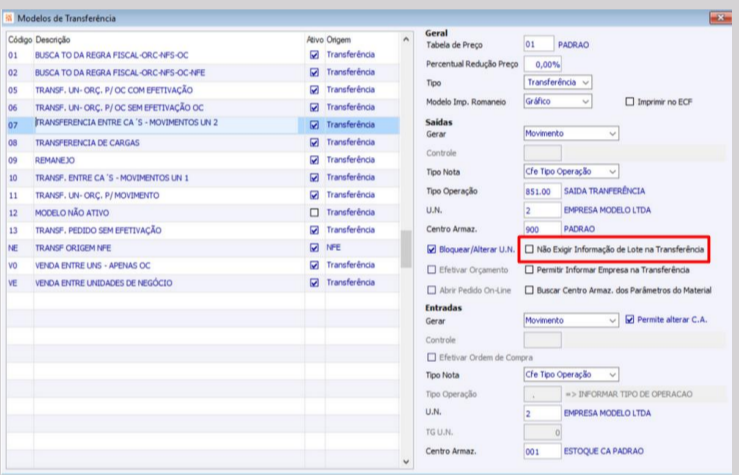 Modelos de Transferência
Código Descrição Ativo Origem
01 BUSCA TO DA REGRA FISCAL-ORC-NFS-OC Transferência
02 BUSCA TO DA REGRA FISCAL-ORC-NFS-OC-NFE Transferência
05 TRANSF. UN- ORÇ. P/ OC COM EFETIVAÇÃO Transferência
06 TRANSF. UN- ORÇ. P/ OC SEM EFETIVAÇÃO OC Transferência
07 TRANSFERENCIA ENTRE CA´S - MOVIMENTOS UN 2 Transferência
08 TRANSFERENCIA DE CARGAS Transferência
09 REMANEJO Transferência
10 TRANSF. ENTRE CA´S - MOVIMENTOS UN 1 Transferência
11 TRANSF. UN- ORÇ. P/ MOVIMENTO Transferência
12 MODELO NÃO ATIVO Transferência
13 TRANSF. PEDIDO SEM EFETIVAÇÃO Transferência
NE TRANSF ORIGEM NFE NFE
V0 VENDA ENTRE UNS - APENAS OC Transferência
VE VENDA ENTRE UNIDADES DE NEGÓCIO Transferência
Geral
Tabela de Preço 01 PADRAO
Percentual Redução Preço 0,00%
Tipo Transferência
Modelo Imp. Romaneio Gráfico Imprimir no ECF
Saídas
Gerar Movimento
Controle
Tipo Nota Cfe Tipo Operação
Tipo Operação 851.00 SAIDA TRANFERÊNCIA
U.N. 2 EMPRESA MODELO LTDA
Centro Armaz. 900 PADRAO
Bloquear/Alterar U.N. Não Exigir Informação de Lote na Transferência
Efetivar Orçamento Permitir Informar Empresa na Transferência
Abrir Pedido On-Line Buscar Centro Armaz. dos Parâmetros do Material
Entradas
Gerar Movimento Permite alterar C.A.
Controle
Efetivar Ordem de Compra
Tipo Nota Cfe Tipo Operação
Tipo Operação . => INFORMAR TIPO DE OPERACAO
U.N. 2 EMPRESA MODELO LTDA
TG U.N. 0
Centro Armaz. 001 ESTOQUE CA PADRAO